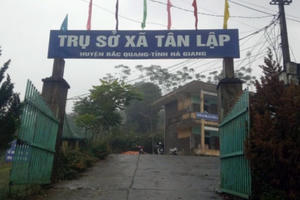 TRỤ SỞ XÃ TÂN LẬP
HUYỆN BẮC QUANG-TỈNH HÀ GIANG